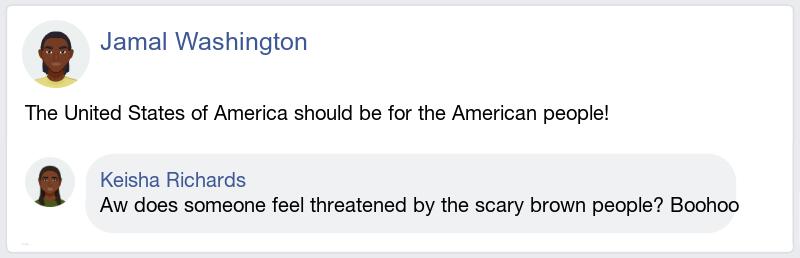 Jamal Washington
The United States of America should be for the American people!
Keisha Richards
Aw does someone feel threatened by the scary brown people? Boohoo